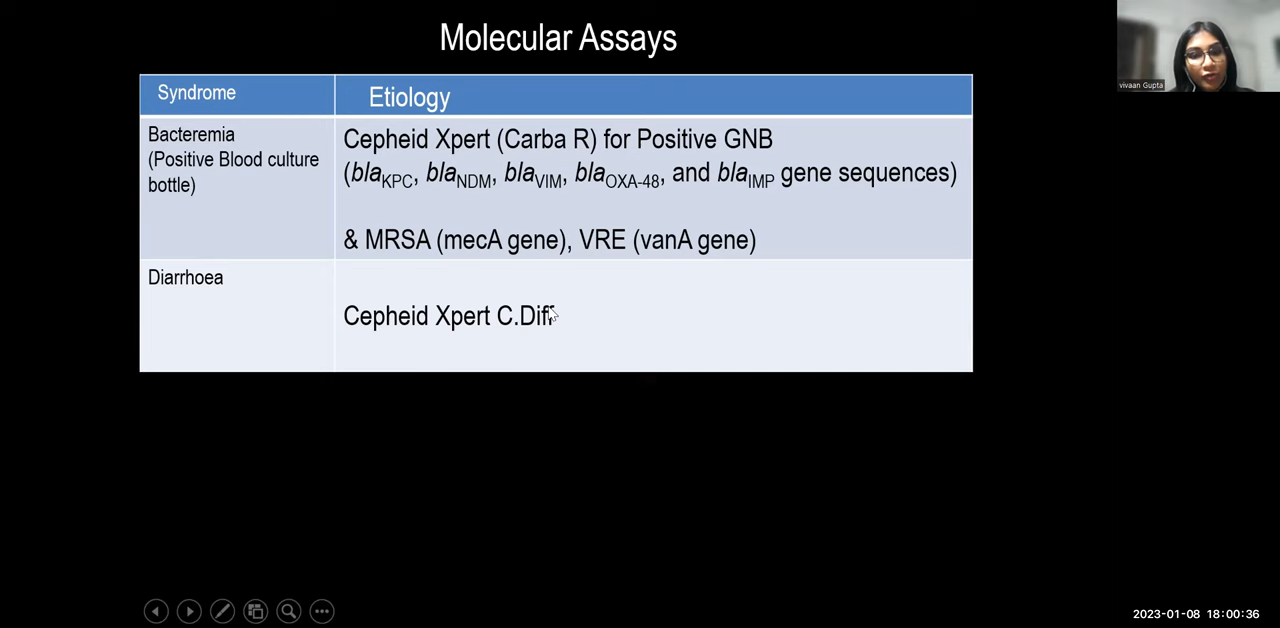 Molecular Assays
vivaan Gupta
Syndrome
Etiology
Bacteremia
(Positive Blood culture
bottle)
Cepheid Xpert (Carba R) for Positive GNB
(blaKPC, blaNDM, blaVIM, blaOXA-48, and blaIMP gene sequences)
& MRSA (mecA gene), VRE (vanA gene)
Diarrhoea
Cepheid Xpert C.Diff
2023-01-08 18:00:36